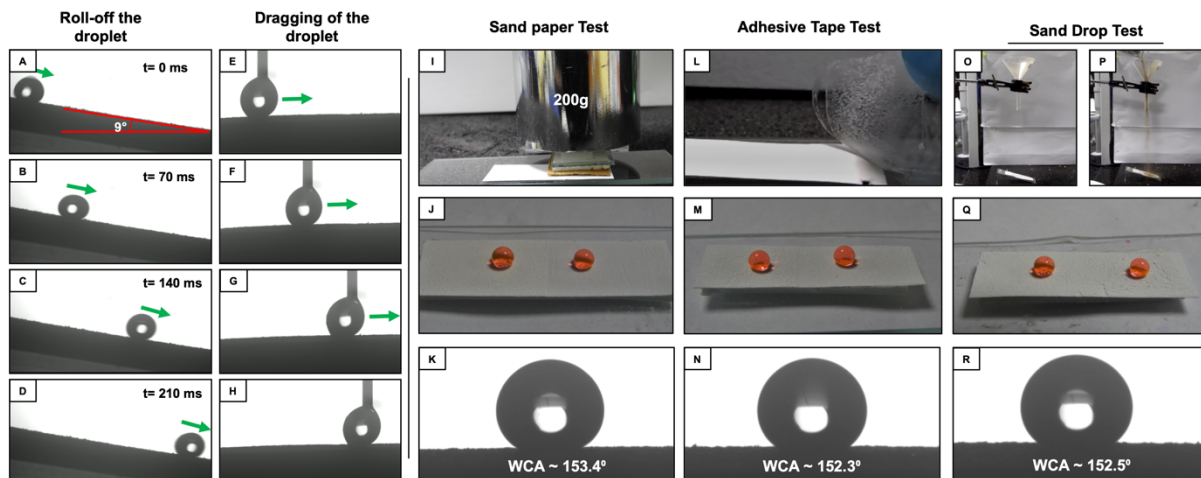 Roll-off the
droplet
Dragging of the
droplet
Sand paper Test
Adhesive Tape Test
Sand Drop Test
A
t= 0 ms
9°
B
t= 70 ms
C
t= 140 ms
D
t= 210 ms
E
F
G
H
I
200g
J
K
WCA ~ 153.4º
L
M
N
WCA ~ 152.3º
O
P
Q
R
WCA ~ 152.5º